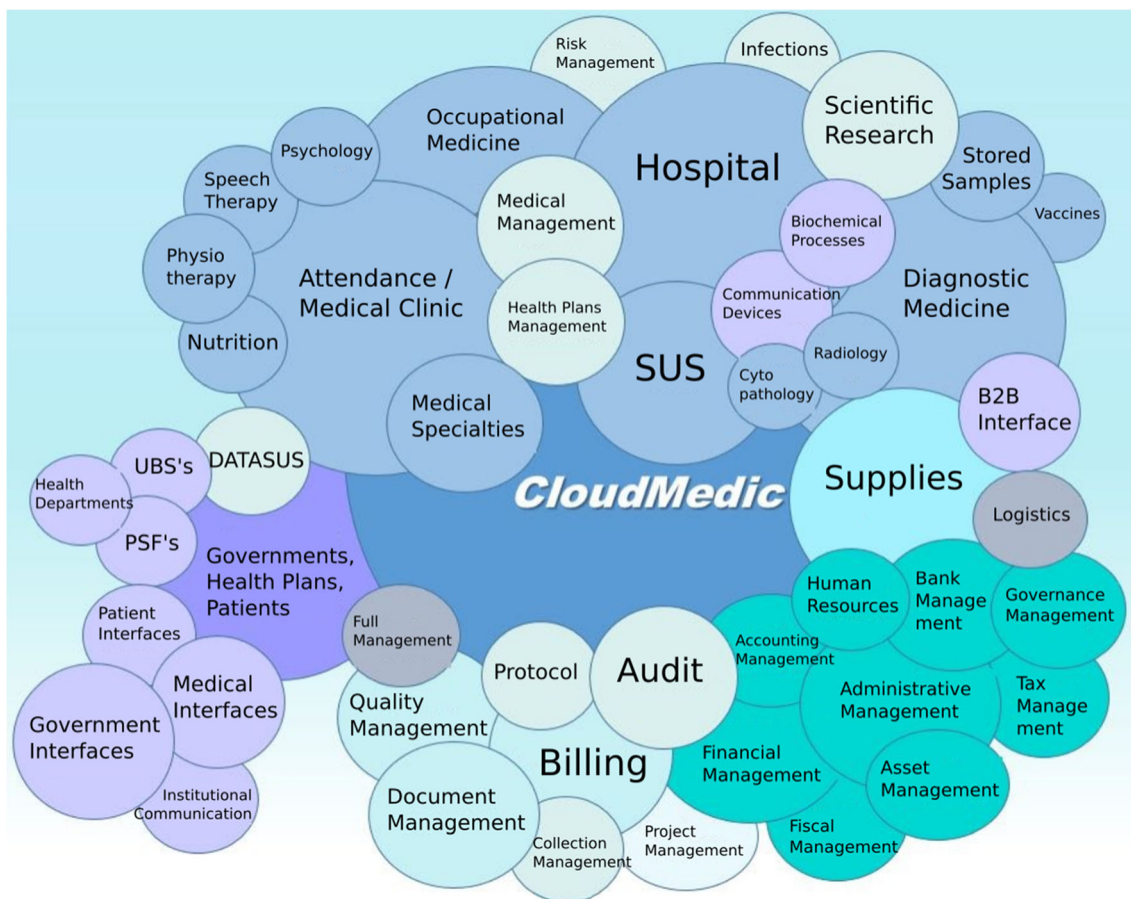 Risk
Management
Infections
Scientific
Research
Occupational
Medicine
Hospital
Psychology
Stored
Samples
Speech
Therapy
Medical
Management
Vaccines
Biochemical
Processes
Physio
therapy
Attendance /
Medical Clinic
Diagnostic
Medicine
Health Plans
Management
Communication
Devices
Nutrition
SUS
Radiology
Cyto
pathology
Medical
Specialties
B2B
Interface
DATASUS
UBS's
Health
Departments
CloudMedic
Supplies
Logistics
PSF's
Governments,
Health Plans,
Patients
Human
Resources
Bank
Manage
ment
Governance
Management
Patient
Interfaces
Full
Management
Protocol
Audit
Accounting
Management
Medical
Interfaces
Administrative
Management
Tax
Manage
ment
Government
Interfaces
Quality
Management
Billing
Financial
Management
Asset
Management
Institutional
Communication
Document
Management
Collection
Management
Project
Management
Fiscal
Management